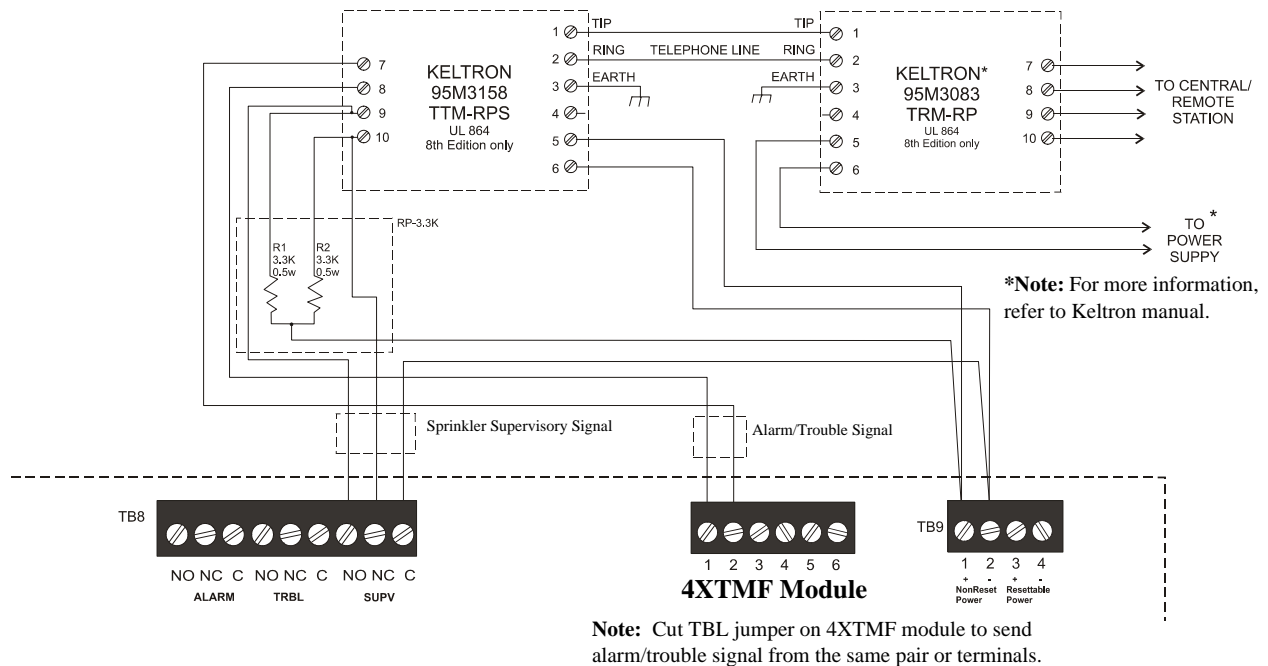 TIP TIP
1 1
RING TELEPHONE LINE RING
2 2
EARTH EARTH
3 3
4 4
5 5
6 6
7
8
9
10
KELTRON
95M3158
TTM-RPS
UL 864
8th Edition only
KELTRON*
95M3083
TRM-RP
UL 864
8th Edition only
7
8
9
10
TO CENTRAL/
REMOTE
STATION
TO *
POWER
SUPPY
*Note: For more information,
refer to Keltron manual.
RP-3.3K
R1 R2
3.3K 3.3K
0.5w 0.5w
Sprinkler Supervisory Signal
Alarm/Trouble Signal
TB8
NO NC C NO NC C NO NC C
ALARM TRBL SUPV
1 2 3 4 5 6
4XTMF Module
TB9
1 2 3 4
+ - + -
NonReset Resettable
Power Power
Note: Cut TBL jumper on 4XTMF module to send
alarm/trouble signal from the same pair or terminals.